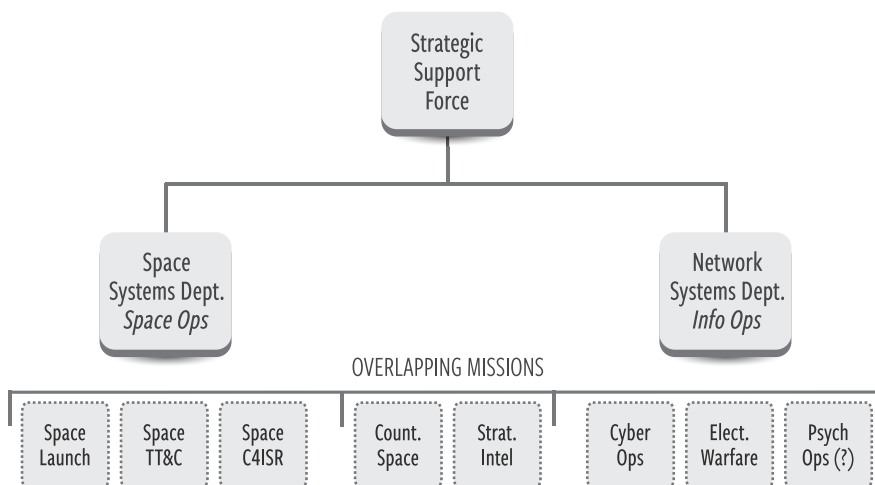 Strategic
Support
Force
Space
Systems Dept.
Space Ops
Network
Systems Dept.
Info Ops
OVERLAPPING MISSIONS
Space
Launch
Space
TT&C
Space
C4ISR
Count.
Space
Strat.
Intel
Cyber
Ops
Elect.
Warfare
Psych
Ops (?)